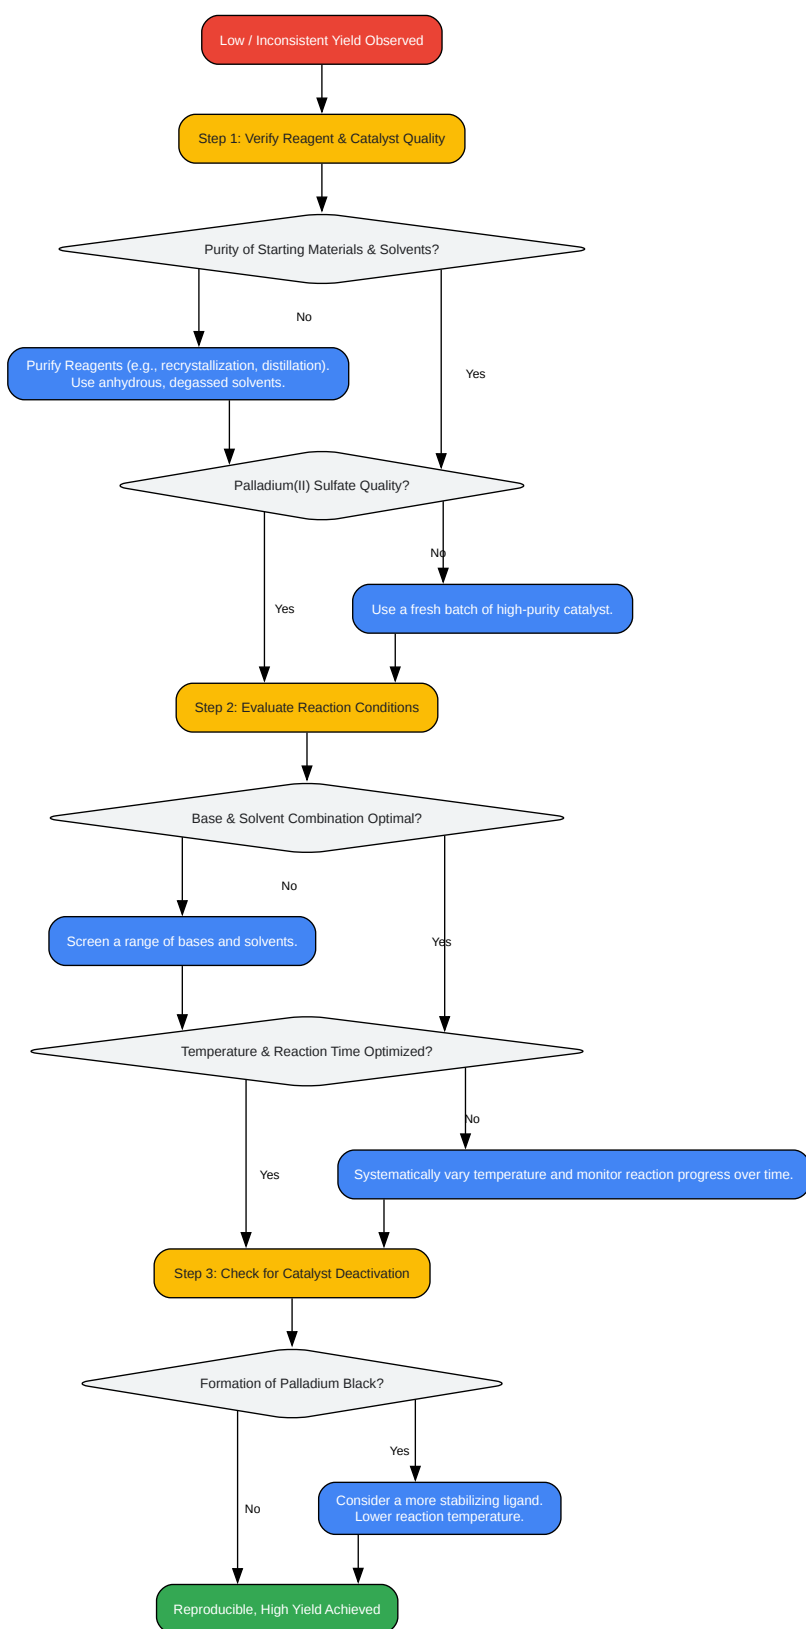 Low / Inconsistent Yield Observed
Step 1: Verify Reagent & Catalyst Quality
Purity of Starting Materials & Solvents?
No
Purify Reagents (e.g., recrystallization, distillation).
Use anhydrous, degassed solvents.
Yes
Palladium(II) Sulfate Quality?
No
Yes
Use a fresh batch of high-purity catalyst.
Step 2: Evaluate Reaction Conditions
Base & Solvent Combination Optimal?
No
Screen a range of bases and solvents.
Yes
Temperature & Reaction Time Optimized?
No
Yes
Systematically vary temperature and monitor reaction progress over time.
Step 3: Check for Catalyst Deactivation
Formation of Palladium Black?
Yes
No
Consider a more stabilizing ligand.
Lower reaction temperature.
Reproducible, High Yield Achieved